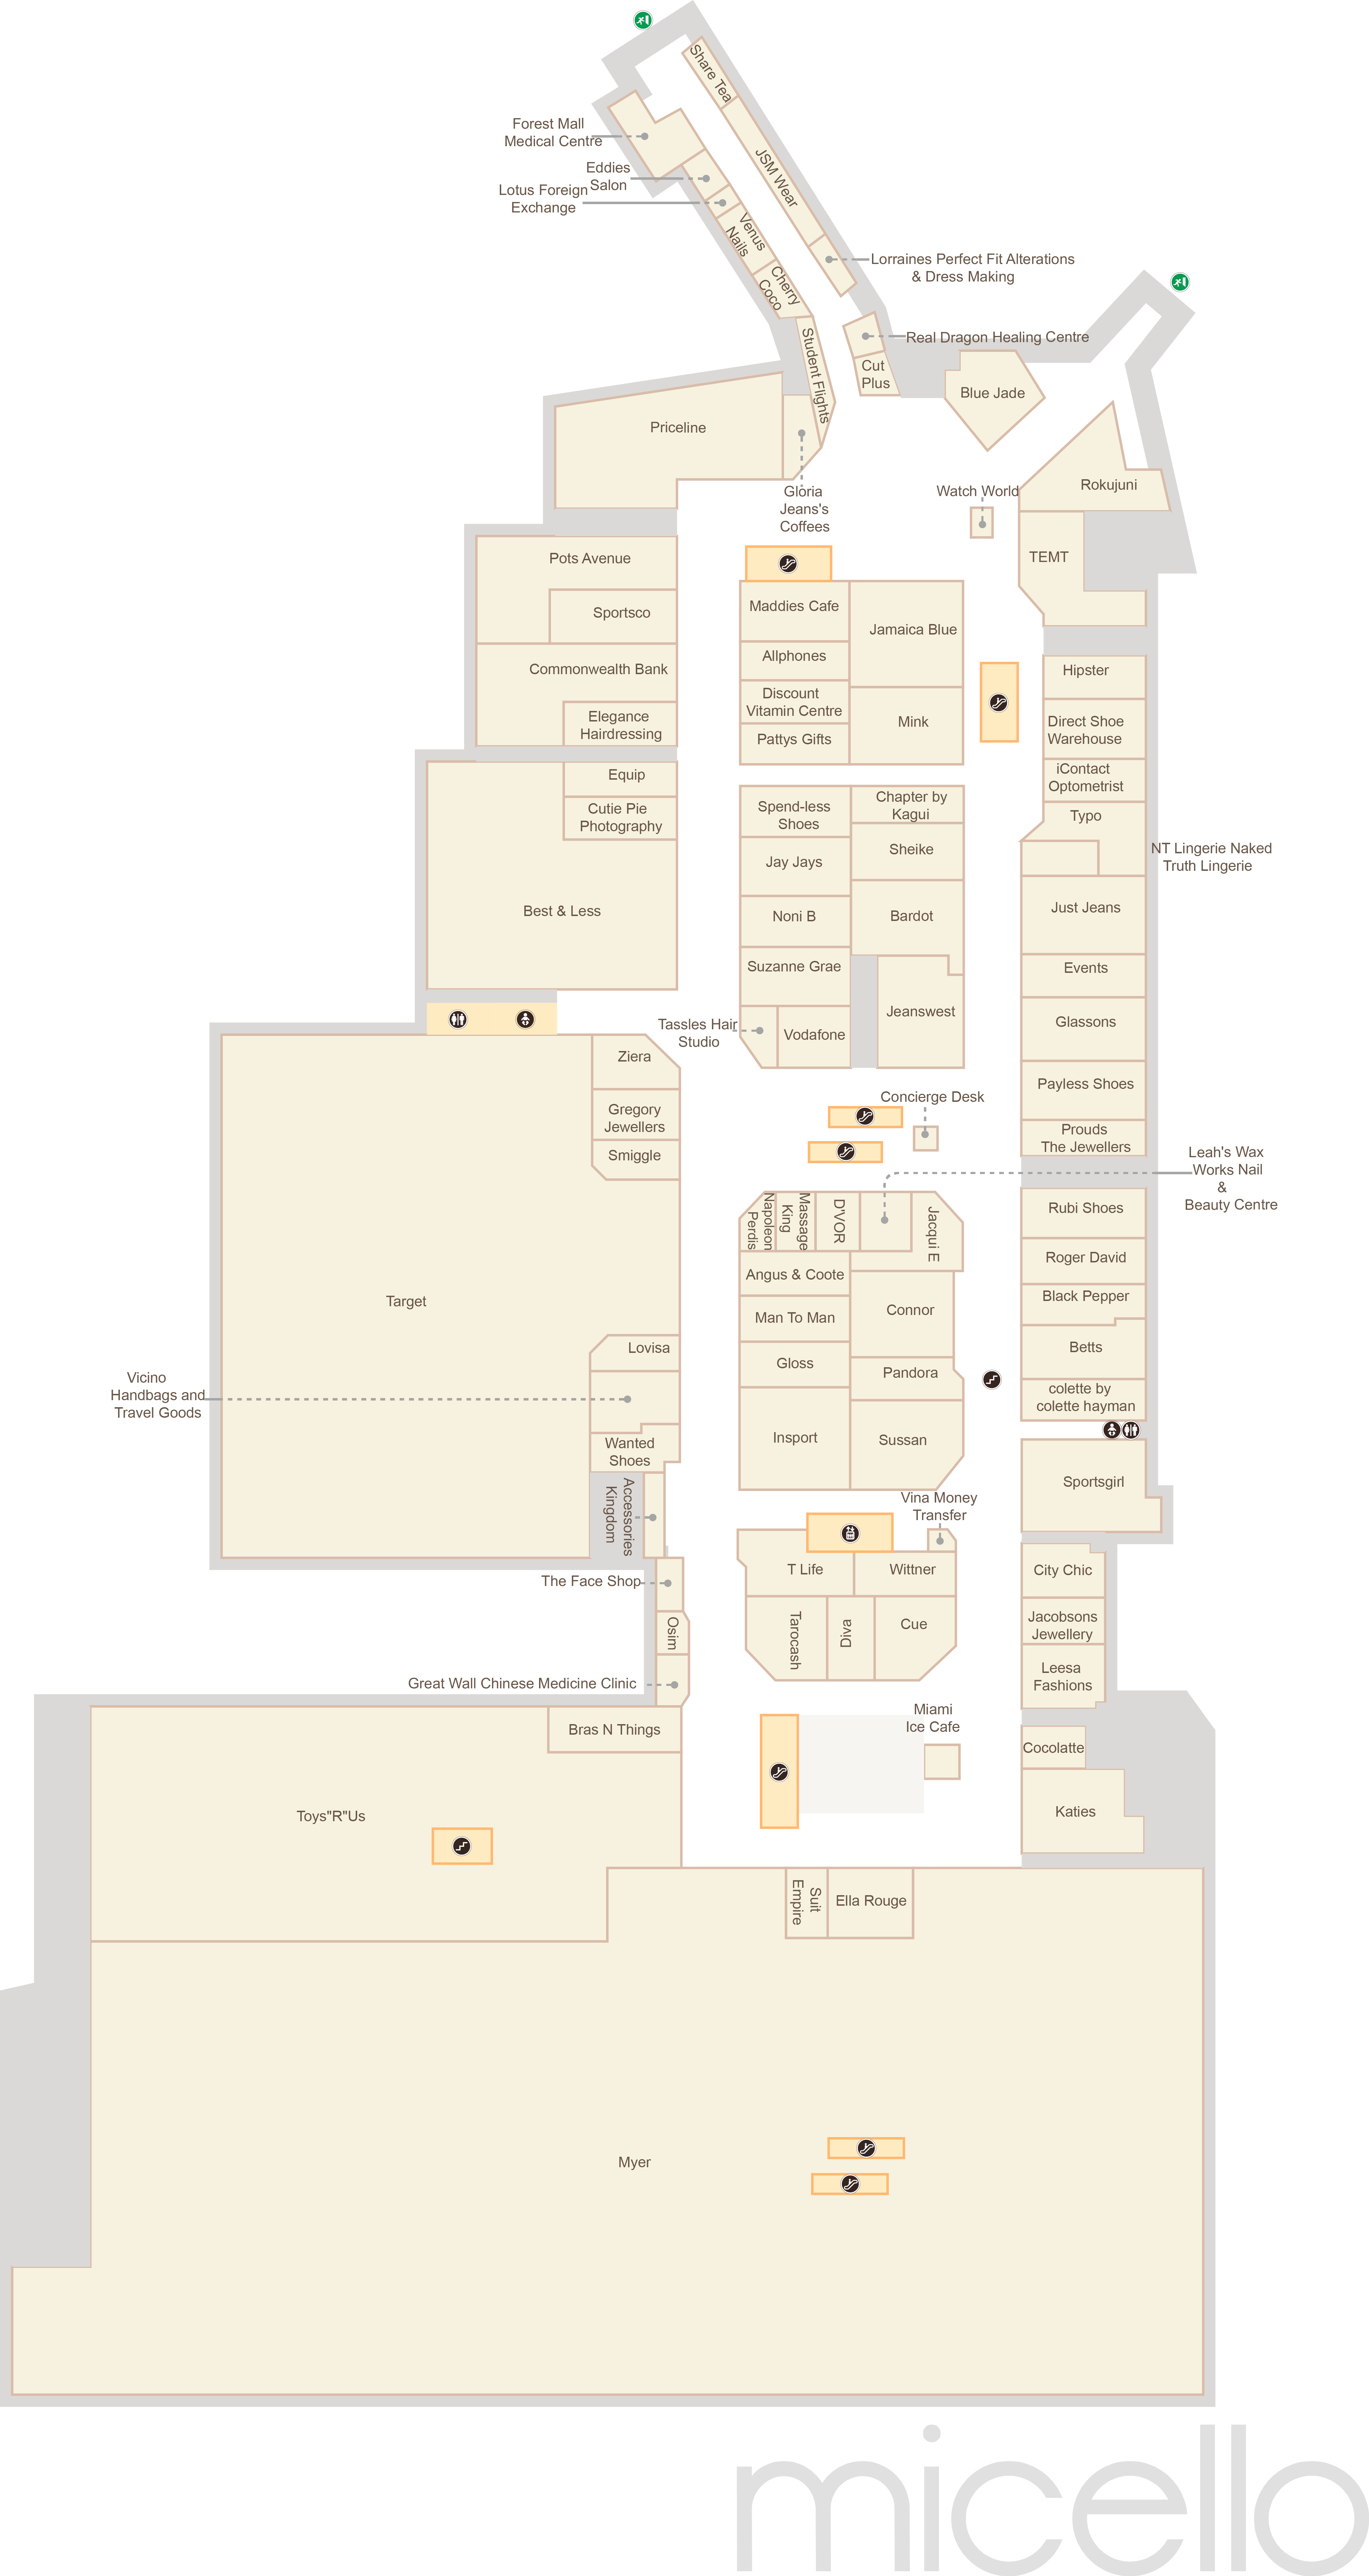 Share Tea
Forest Mall
Medical Centre
JSM Wear
Eddies
Salon
Lotus Foreign
Exchange
Venus
Nails
Lorraines Perfect Fit Alterations
& Dress Making
Cherry
Coco
Real Dragon Healing Centre
Student Flights
Cut
Plus
Blue Jade
Priceline
Rokujuni
Gloria
Jeans's
Coffees
Watch World
Pots Avenue
TEMT
Maddies Cafe
Sportsco
Jamaica Blue
Allphones
Commonwealth Bank
Hipster
Discount
Vitamin Centre
Elegance
Hairdressing
Mink
Direct Shoe
Warehouse
Pattys Gifts
Equip
iContact
Optometrist
Cutie Pie
Photography
Spend-less
Shoes
Chapter by
Kagui
Typo
Sheike
NT Lingerie Naked
Truth Lingerie
Jay Jays
Best & Less
Noni B
Bardot
Just Jeans
Suzanne Grae
Events
Jeanswest
Tassles Hair
Studio
Vodafone
Glassons
Ziera
Payless Shoes
Concierge Desk
Gregory
Jewellers
Prouds
The Jewellers
Smiggle
Leah's Wax
Works Nail
&
Beauty Centre
Napoleon
Perdis
Massage
King
D'VOR
Jacqui E
Rubi Shoes
Roger David
Angus & Coote
Target
Black Pepper
Connor
Man To Man
Lovisa
Betts
Gloss
Pandora
Vicino
Handbags and
Travel Goods
colette by
colette hayman
Insport
Sussan
Wanted
Shoes
Sportsgirl
Accessories
Kingdom
Vina Money
Transfer
T Life
Wittner
City Chic
The Face Shop
Osim
Tarocash
Diva
Cue
Jacobsons
Jewellery
Great Wall Chinese Medicine Clinic
Leesa
Fashions
Bras N Things
Miami
Ice Cafe
Cocolatte
Toys"R"Us
Katies
Suit
Empire
Ella Rouge
Myer
micello